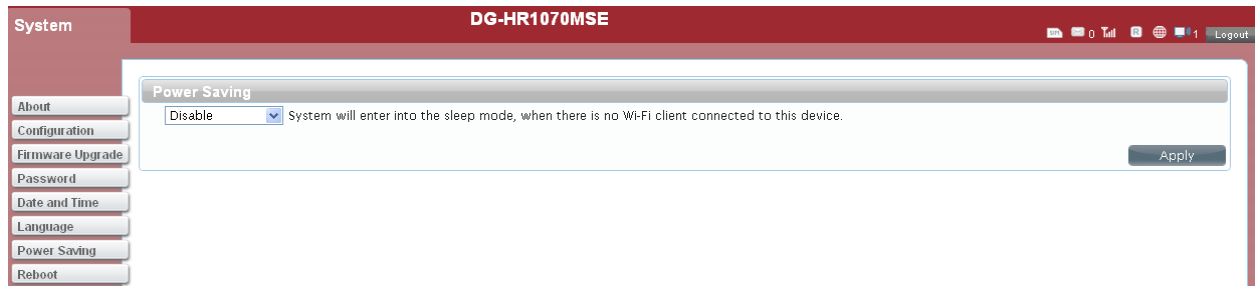 System
DG-HR1070MSE
SIM 0 R 1 Logout
Power Saving
Disable System will enter into the sleep mode, when there is no Wi-Fi client connected to this device.
Apply
About
Configuration
Firmware Upgrade
Password
Date and Time
Language
Power Saving
Reboot